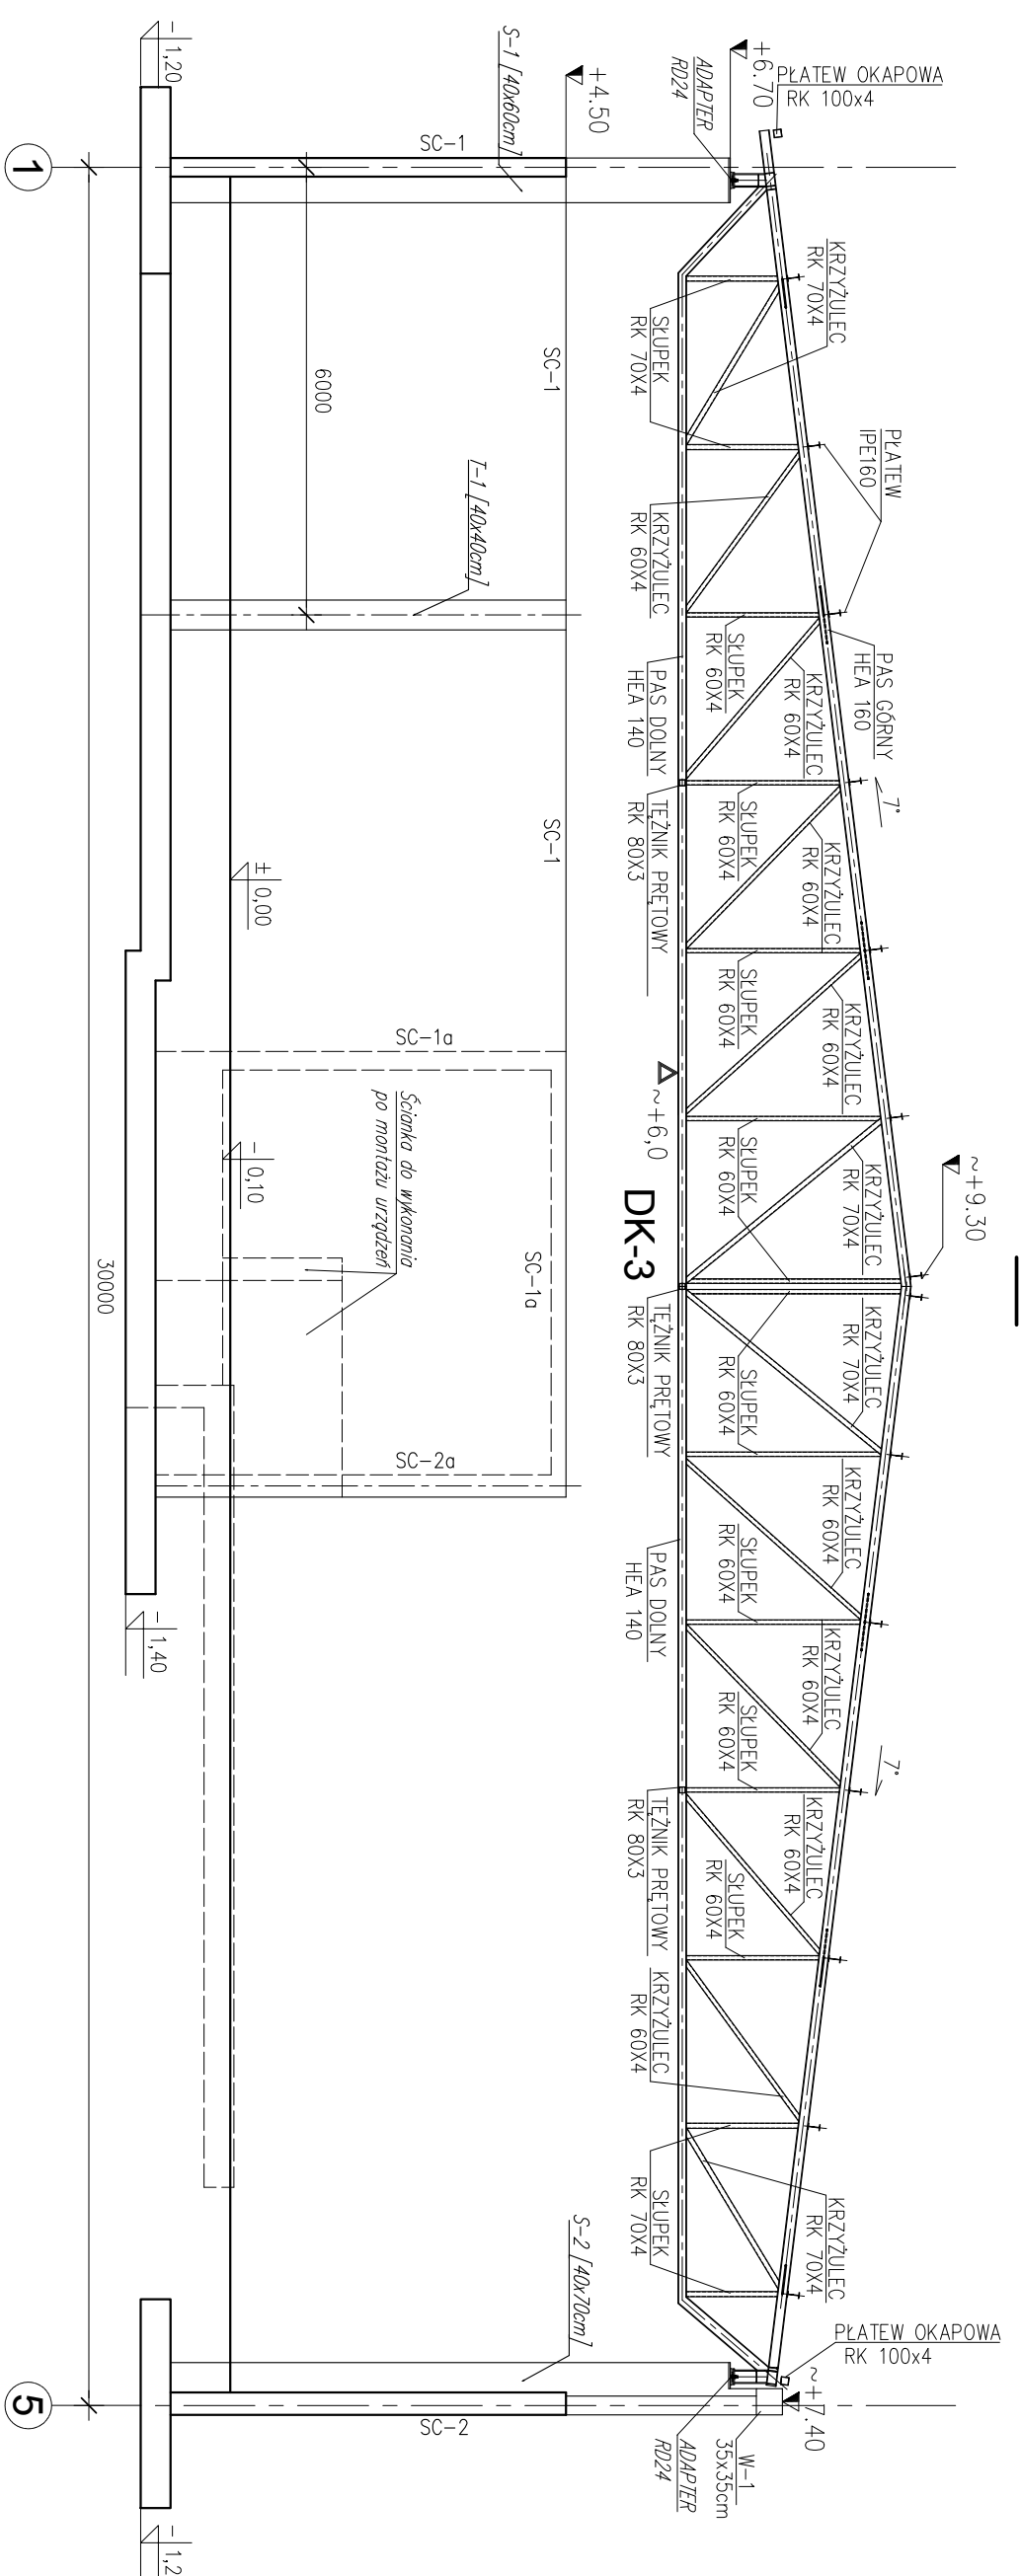 ~+9.30
PŁATEW OKAPOWA
RK 100x4
+6.70
ADAPTER
RD24
+4.50
S-1 [40x60cm]
SC-1
-1,20
1
KRZYŻULEC
RK 70X4
SŁUPEK
RK 70X4
PŁATEW
IPE160
KRZYŻULEC
RK 60X4
PAS GÓRNY
HEA 160
SŁUPEK
RK 60X4
KRZYŻULEC
RK 60X4
PAS DOLNY
HEA 140
7°
SŁUPEK
RK 60X4
KRZYŻULEC
RK 60X4
TĘŻNIK PRĘTOWY
RK 80X3
SŁUPEK
RK 60X4
KRZYŻULEC
RK 60X4
SŁUPEK
RK 60X4
KRZYŻULEC
RK 70X4
~+6,0
DK-3
KRZYŻULEC
RK 70X4
SŁUPEK
RK 60X4
TĘŻNIK PRĘTOWY
RK 80X3
KRZYŻULEC
RK 60X4
SŁUPEK
RK 60X4
PAS DOLNY
HEA 140
KRZYŻULEC
RK 60X4
SŁUPEK
RK 60X4
7°
KRZYŻULEC
RK 60X4
TĘŻNIK PRĘTOWY
RK 80X3
SŁUPEK
RK 60X4
KRZYŻULEC
RK 60X4
SŁUPEK
RK 70X4
KRZYŻULEC
RK 70X4
PŁATEW OKAPOWA
RK 100x4
~+7.40
W-1
35x35cm
ADAPTER
RD24
S-2 [40x70cm]
SC-2
SC-1
6000
T-1 [40x40cm]
SC-1
± 0,00
SC-1a
Ścianka do wykonania
po montażu urządzeń
-0,10
SC-1a
SC-2a
30000
-1,40
-1,2
5